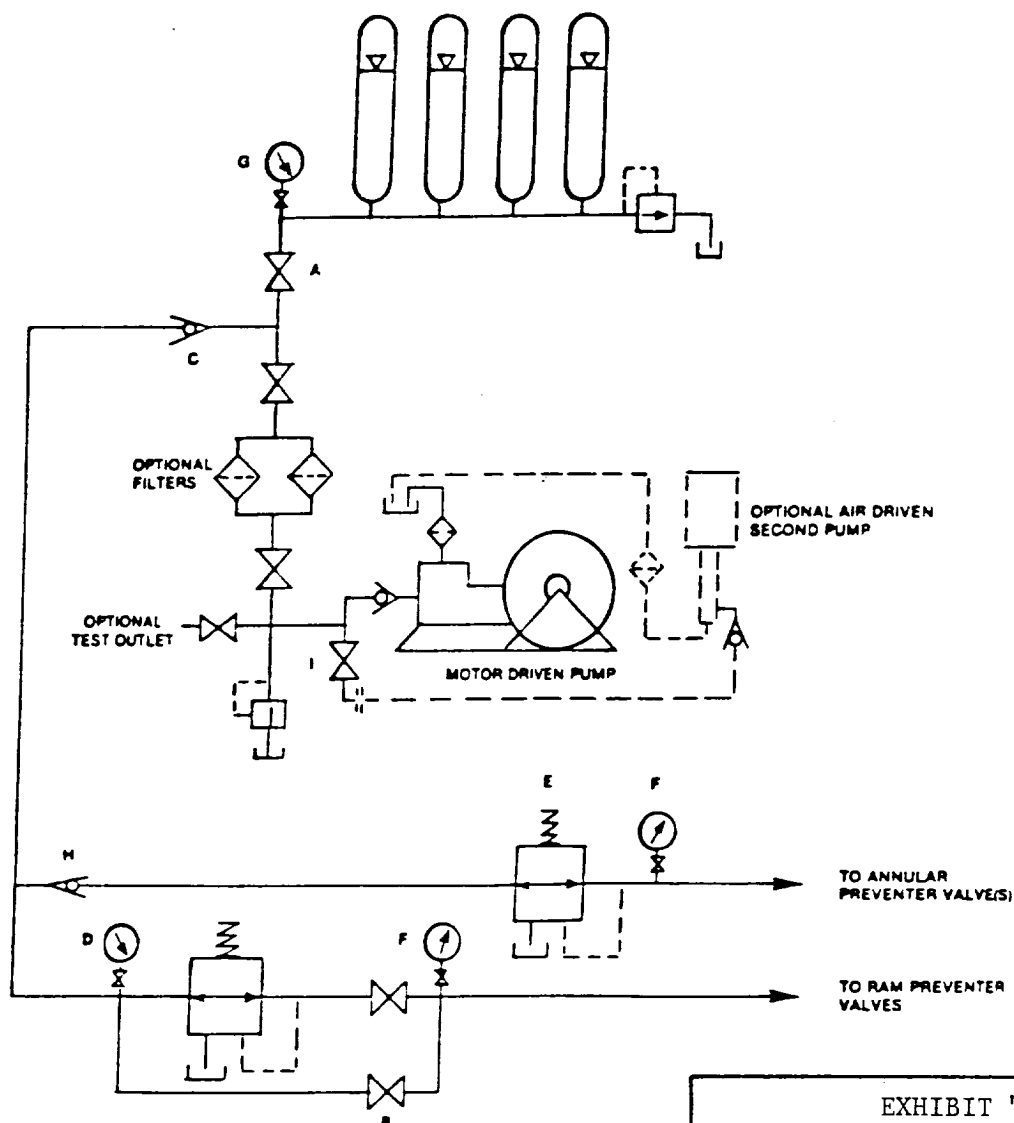 G
A
C
OPTIONAL
FILTERS
OPTIONAL AIR DRIVEN
SECOND PUMP
OPTIONAL
TEST OUTLET
I
MOTOR DRIVEN PUMP
E
F
H
TO ANNULAR
PREVENTER VALVE(S)
D
F
TO RAM PREVENTER
VALVES
EXHIBIT "